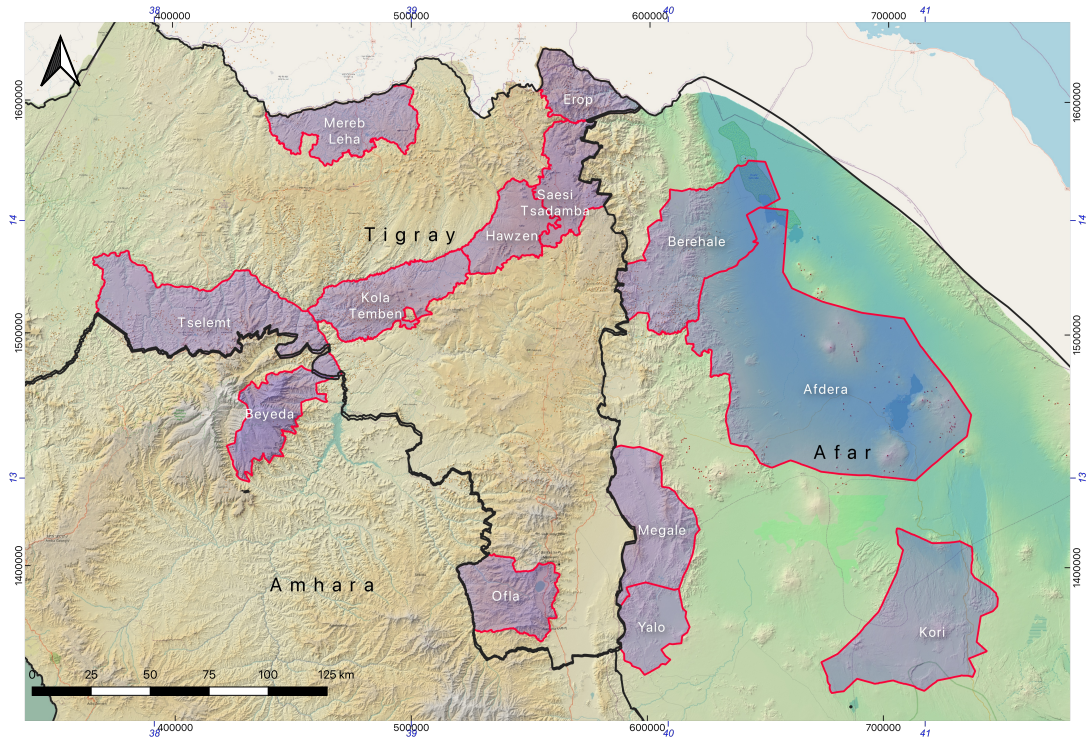 38
39
40
41
400000
500000
600000
700000
1600000
1600000
Erop
Mereb
Leha
Saesi
Tsadamba
14
14
Tigray
Hawzen
Berehale
Kola
Temben
Tselemt
1500000
1500000
Afdera
Beyeda
Afar
13
13
Megale
1400000
1400000
Amhara
Ofla
Yalo
Kori
0 25 50 75 100 125 km
400000
500000
600000
700000
38
39
40
41